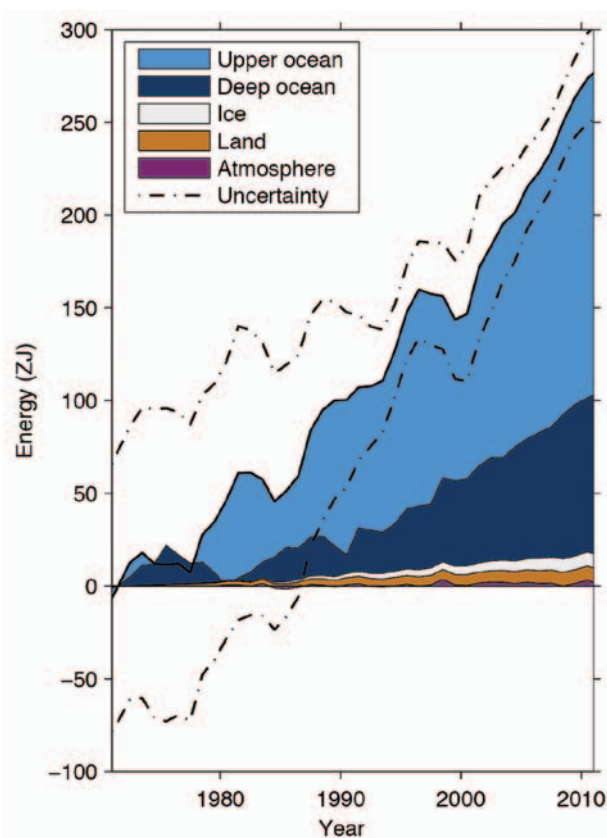 300
250
200
150
100
50
0
−50
−100
Energy (ZJ)
Upper ocean
Deep ocean
Ice
Land
Atmosphere
Uncertainty
1980
1990
2000
2010
Year